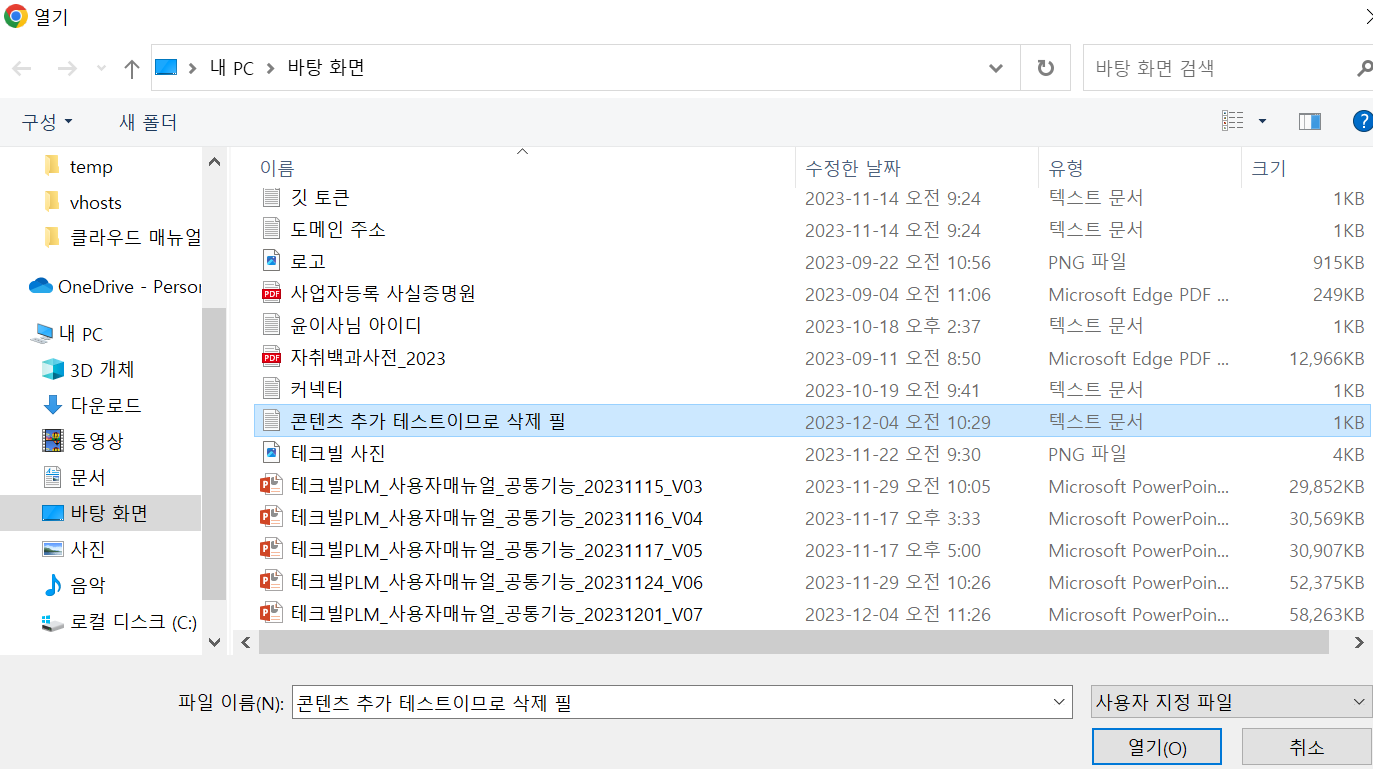 열기
내 PC > 바탕 화면
바탕 화면 검색
구성 새 폴더
temp
vhosts
클라우드 매뉴얼
OneDrive - Person
내 PC
3D 개체
다운로드
동영상
문서
바탕 화면
사진
음악
로컬 디스크 (C:)
이름 수정한 날짜 유형 크기
깃 토큰 2023-11-14 오전 9:24 텍스트 문서 1KB
도메인 주소 2023-11-14 오전 9:24 텍스트 문서 1KB
로고 2023-09-22 오전 10:56 PNG 파일 915KB
PDF 사업자등록 사실증명원 2023-09-04 오전 11:06 Microsoft Edge PDF ... 249KB
윤이사님 아이디 2023-10-18 오후 2:37 텍스트 문서 1KB
PDF 자취백과사전_2023 2023-09-11 오전 8:50 Microsoft Edge PDF ... 12,966KB
커넥터 2023-10-19 오전 9:41 텍스트 문서 1KB
콘텐츠 추가 테스트이므로 삭제 필 2023-12-04 오전 10:29 텍스트 문서 1KB
테크빌 사진 2023-11-22 오전 9:30 PNG 파일 4KB
테크빌PLM_사용자매뉴얼_공통기능_20231115_V03 2023-11-29 오전 10:05 Microsoft PowerPoin... 29,852KB
테크빌PLM_사용자매뉴얼_공통기능_20231116_V04 2023-11-17 오후 3:33 Microsoft PowerPoin... 30,569KB
테크빌PLM_사용자매뉴얼_공통기능_20231117_V05 2023-11-17 오후 5:00 Microsoft PowerPoin... 30,907KB
테크빌PLM_사용자매뉴얼_공통기능_20231124_V06 2023-11-29 오전 10:26 Microsoft PowerPoin... 52,375KB
테크빌PLM_사용자매뉴얼_공통기능_20231201_V07 2023-12-04 오전 11:26 Microsoft PowerPoin... 58,263KB
파일 이름(N): 콘텐츠 추가 테스트이므로 삭제 필 사용자 지정 파일
열기(O) 취소